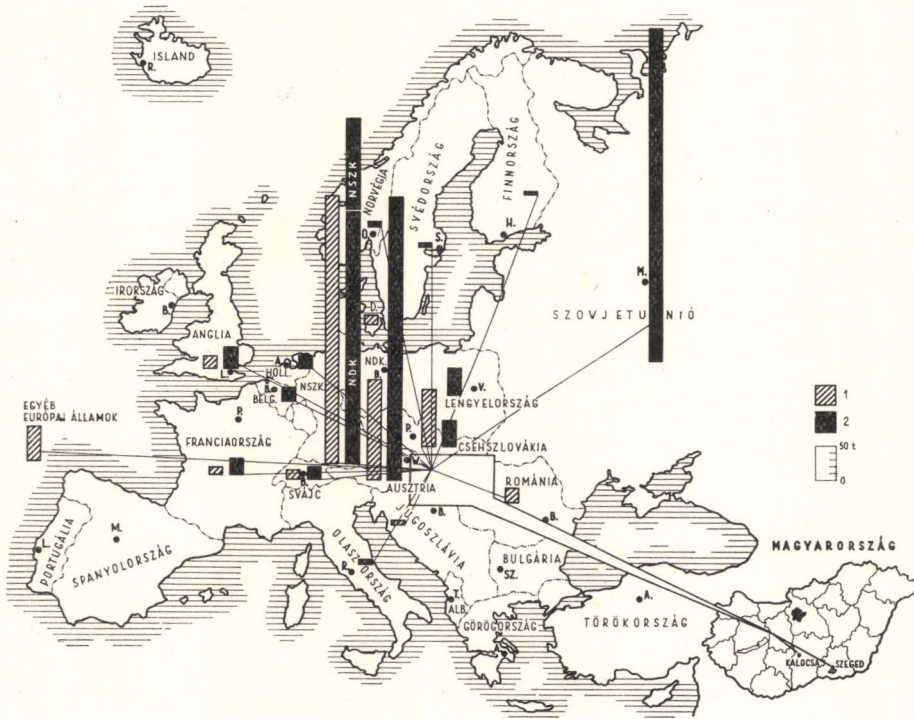 ISLAND
R.
NORVÉGIA
SVÉDORSZÁG
FINNORSZÁG
NSZK
O.
S.
H.
M.
SZOVJETUNIÓ
IRORSZÁG
B.
ANGLIA
L.
D.
A.
HOLL.
B.
BELG.
NSZK.
NDK
NDK.
B.
V.
LENGYELORSZÁG
1
2
50 t
0
EGYÉB
EURÓPAI ÁLLAMOK
P.
FRANCIAORSZÁG
P.
CSEHSZLOVÁKIA
W.
B.
SVÁJC
AUSZTRIA
ROMÁNIA
B.
B.
JUGOSZLÁVIA
PORTUGÁLIA
L.
M.
SPANYOLORSZÁG
OLASZORSZÁG
R.
BULGÁRIA
SZ.
MAGYARORSZÁG
T.
ALB.
GÖRÖGORSZÁG
A.
A.
TÖRÖKORSZÁG
KALOCSA
SZEGED